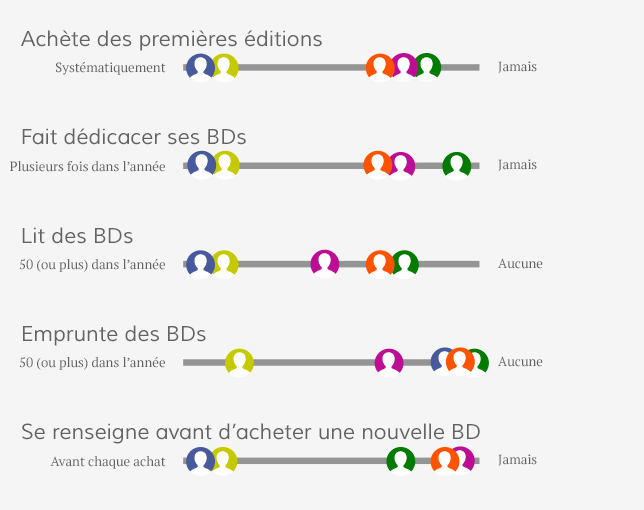 Achète des premières éditions
Systématiquement Jamais
Fait dédicacer ses BDs
Plusieurs fois dans l'année Jamais
Lit des BDs
50 (ou plus) dans l'année Aucune
Emprunte des BDs
50 (ou plus) dans l'année Aucune
Se renseigne avant d'acheter une nouvelle BD
Avant chaque achat Jamais